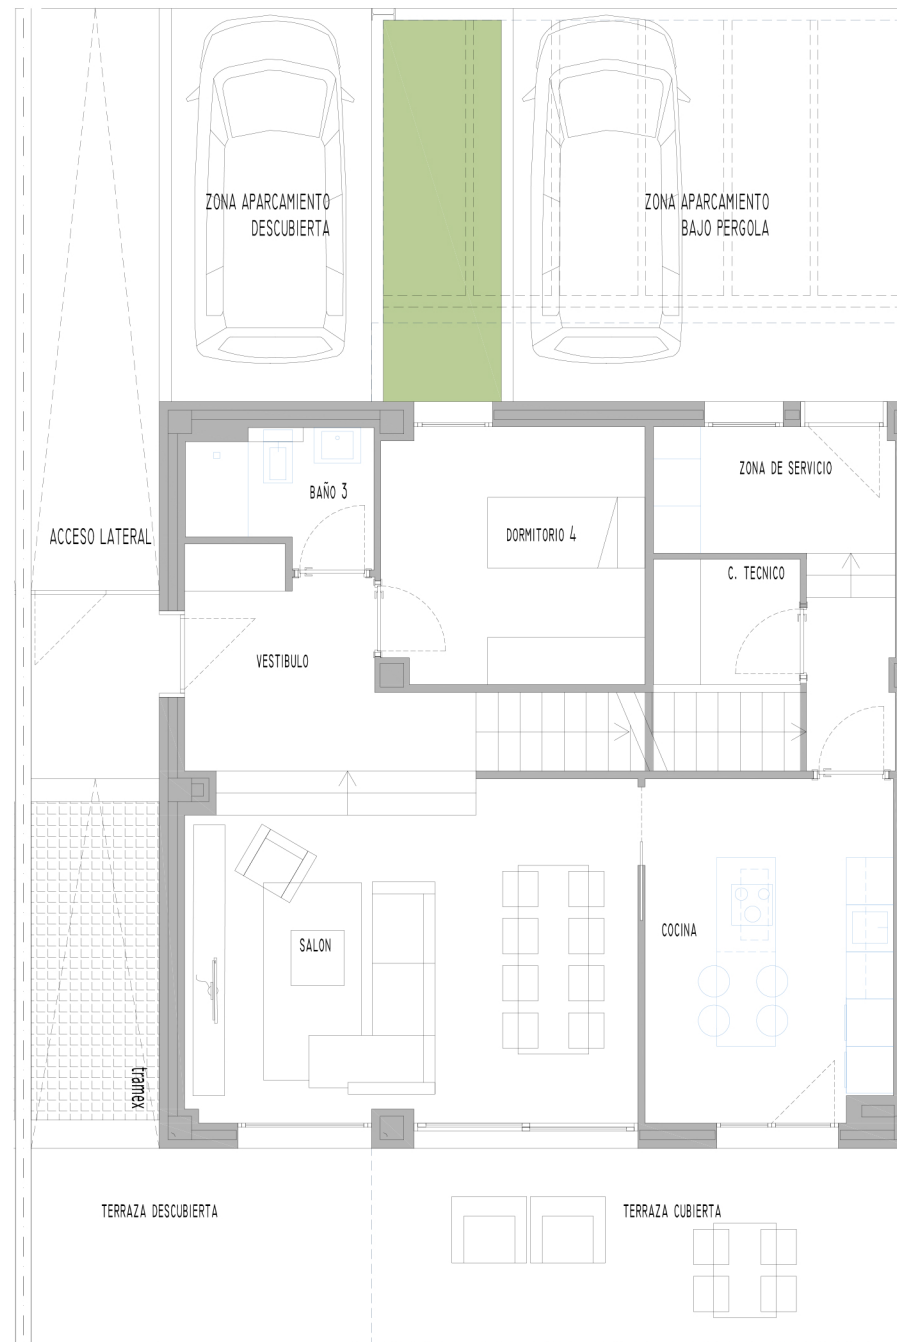 ZONA APARCAMIENTO
DESCUBIERTA
ZONA APARCAMIENTO
BAJO PERGOLA
ZONA DE SERVICIO
BAÑO 3
ACCESO LATERAL
DORMITORIO 4
C. TECNICO
VESTIBULO
COCINA
SALON
tramex
TERRAZA DESCUBIERTA
TERRAZA CUBIERTA